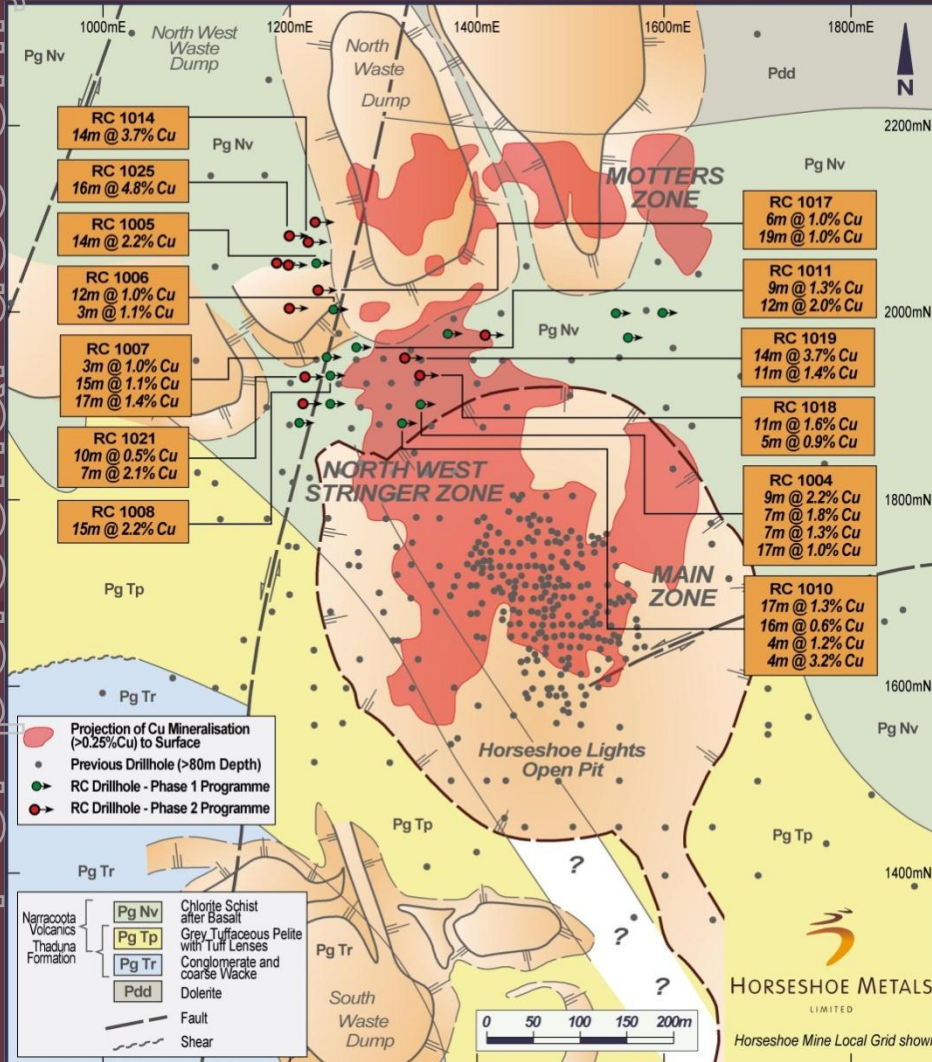 1000mE
1200mE
1400mE
1600mE
1800mE
Pg Nv
North West
Waste
Dump
North
Waste
Dump
Pdd
N
2200mN
RC 1014
14m @ 3.7% Cu
Pg Nv
Pg Nv
RC 1025
16m @ 4.8% Cu
MOTTERS
ZONE
RC 1017
6m @ 1.0% Cu
19m @ 1.0% Cu
RC 1005
14m @ 2.2% Cu
RC 1011
9m @ 1.3% Cu
12m @ 2.0% Cu
RC 1006
12m @ 1.0% Cu
3m @ 1.1% Cu
2000mN
Pg Nv
RC 1007
3m @ 1.0% Cu
15m @ 1.1% Cu
17m @ 1.4% Cu
RC 1019
14m @ 3.7% Cu
11m @ 1.4% Cu
RC 1018
11m @ 1.6% Cu
5m @ 0.9% Cu
RC 1021
10m @ 0.5% Cu
7m @ 2.1% Cu
NORTH WEST
STRINGER ZONE
RC 1004
9m @ 2.2% Cu
7m @ 1.8% Cu
7m @ 1.3% Cu
17m @ 1.0% Cu
1800mN
RC 1008
15m @ 2.2% Cu
Pg Tp
MAIN
ZONE
RC 1010
17m @ 1.3% Cu
16m @ 0.6% Cu
4m @ 1.2% Cu
4m @ 3.2% Cu
1600mN
Pg Tr
Pg Nv
Projection of Cu Mineralisation
(>0.25%Cu) to Surface
Previous Drillhole (>80m Depth)
RC Drillhole - Phase 1 Programme
RC Drillhole - Phase 2 Programme
Horseshoe Lights
Open Pit
Pg Tp
Pg Tp
Pg Tr
1400mN
?
?
?
Narracoota
Volcanics
Thaduna
Formation
Pg Nv
Chlorite Schist
after Basalt
Pg Tp
Grey Tuffaceous Pelite
with Tuff Lenses
Pg Tr
Conglomerate and
coarse Wacke
Pdd
Dolerite
Fault
Shear
Pg Tr
South
Waste
Dump
0 50 100 150 200m
HORSESHOE METALS
LIMITED
Horseshoe Mine Local Grid shown